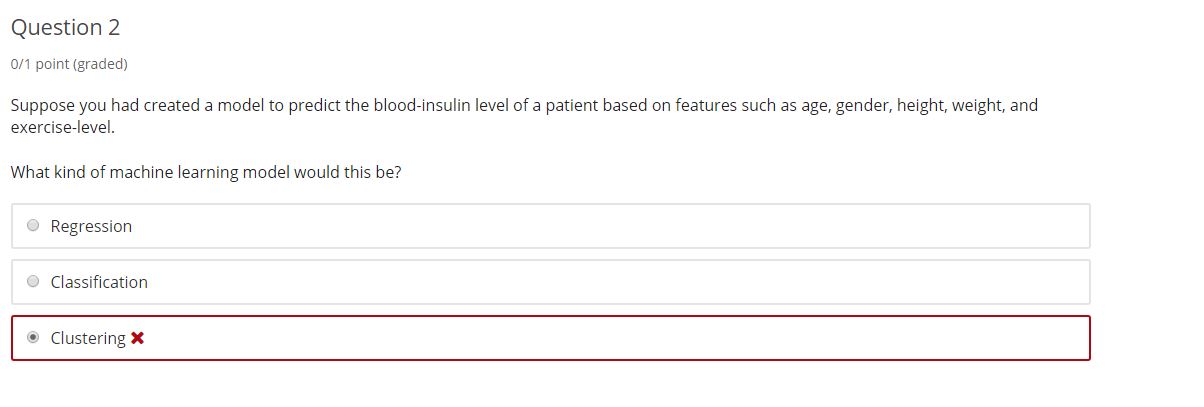 Question 2
0/1 point (graded)
Suppose you had created a model to predict the blood-insulin level of a patient based on features such as age, gender, height, weight, and
exercise-level.
What kind of machine learning model would this be?
Regression
Classification
Clustering ✖